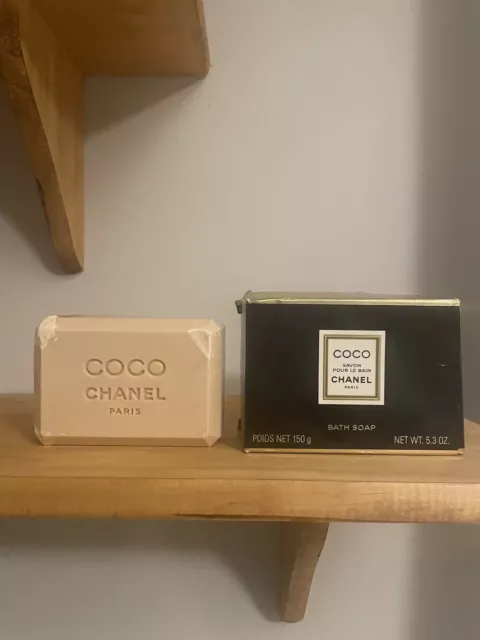 COCO
CHANEL
PARIS
COCO
SAVON
POUR LE BAIN
CHANEL
PARIS
BATH SOAP
POIDS NET 150 g
NET WT. 5.3 OZ.